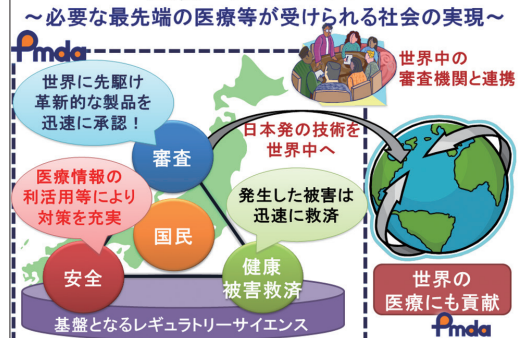 ～必要な最先端の医療等が受けられる社会の実現～
Pmda
世界に先駆け
革新的な製品を
迅速に承認！
世界中の
審査機関と連携
日本発の技術を
世界中へ
審査
医療情報の
利活用等により
対策を充実
発生した被害は
迅速に救済
国民
安全
健康
被害救済
世界の
医療にも貢献
基盤となるレギュラトリーサイエンス
Pmda